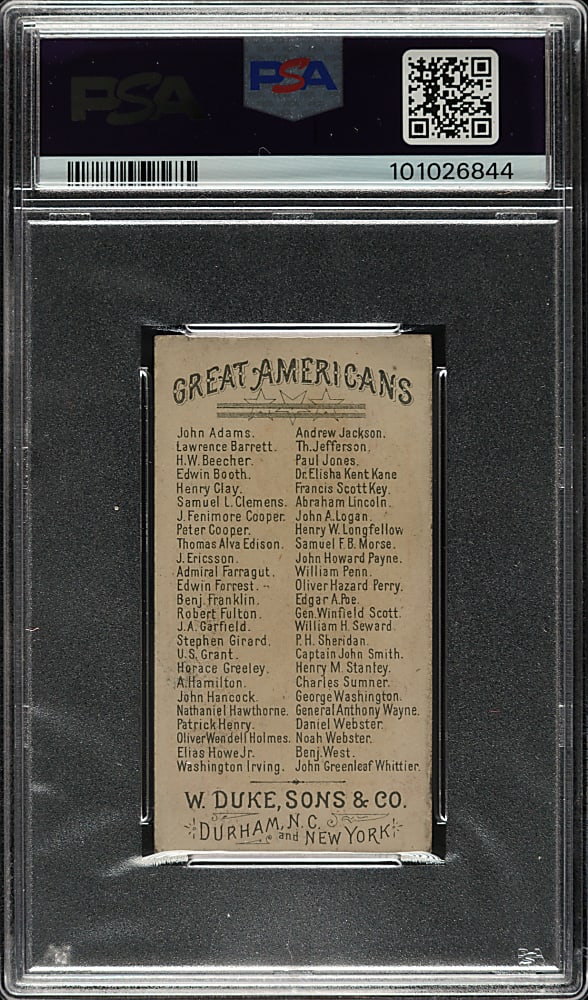 PSA
PSA
101026844
GREAT AMERICANS
John Adams. Andrew Jackson.
Lawrence Barrett. Th. Jefferson,
H.W. Beecher. Paul Jones.
Edwin Booth. Dr. Elisha Kent Kane
Henry Clay. Francis Scott Key.
Samuel L. Clemens. Abraham Lincoln.
J. Fenimore Cooper. John A. Logan.
Peter Cooper. Henry W. Longfellow
Thomas Alva Edison. Samuel F.B. Morse.
J. Ericsson. John Howard Payne.
Admiral Farragut. William Penn.
Edwin Forrest. Oliver Hazard Perry.
Benj. Franklin. Edgar A. Poe.
Robert Fulton. Gen. Winfield Scott.
J.A. Garfield. William H. Seward.
Stephen Girard. P.H. Sheridan.
U.S. Grant. Captain John Smith.
Horace Greeley. Henry M. Stanley.
A. Hamilton. Charles Sumner.
John Hancock. George Washington.
Nathaniel Hawthorne. General Anthony Wayne.
Patrick Henry. Daniel Webster.
Oliver Wendell Holmes. Noah Webster.
Elias Howe Jr. Benj. West.
Washington Irving. John Greenleaf Whittier.
W. DUKE, SONS & CO.
DURHAM, N.C. and NEW YORK
PSA